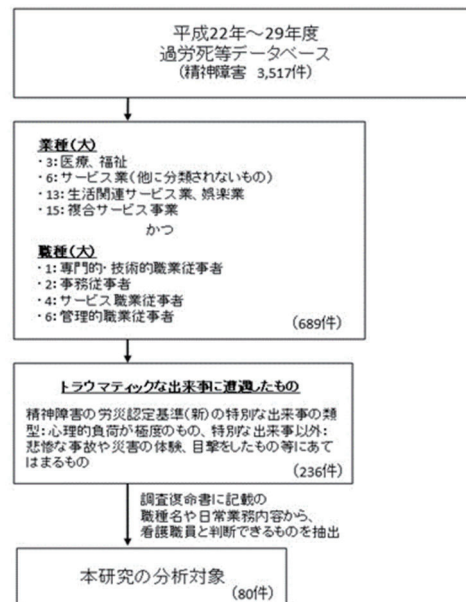 平成22年～29年度
過労死等データベース
(精神障害 3,517件)
業種(大)
・3:医療、福祉
・6:サービス業(他に分類されないもの)
・13:生活関連サービス業、娯楽業
・15:複合サービス事業
かつ
職種(大)
・1:専門的・技術的職業従事者
・2:事務従事者
・4:サービス職業従事者
・6:管理的職業従事者
(689件)
トラウマティックな出来事に遭遇したもの
精神障害の労災認定基準(新)の特別な出来事の類
型:心理的負荷が極度のもの、特別な出来事以外:
悲惨な事故や災害の体験、目撃をしたもの等にあて
はまるもの
(236件)
調査復命書に記載の
職種名や日常業務内容から、
看護職員と判断できるものを抽出
本研究の分析対象
(80件)